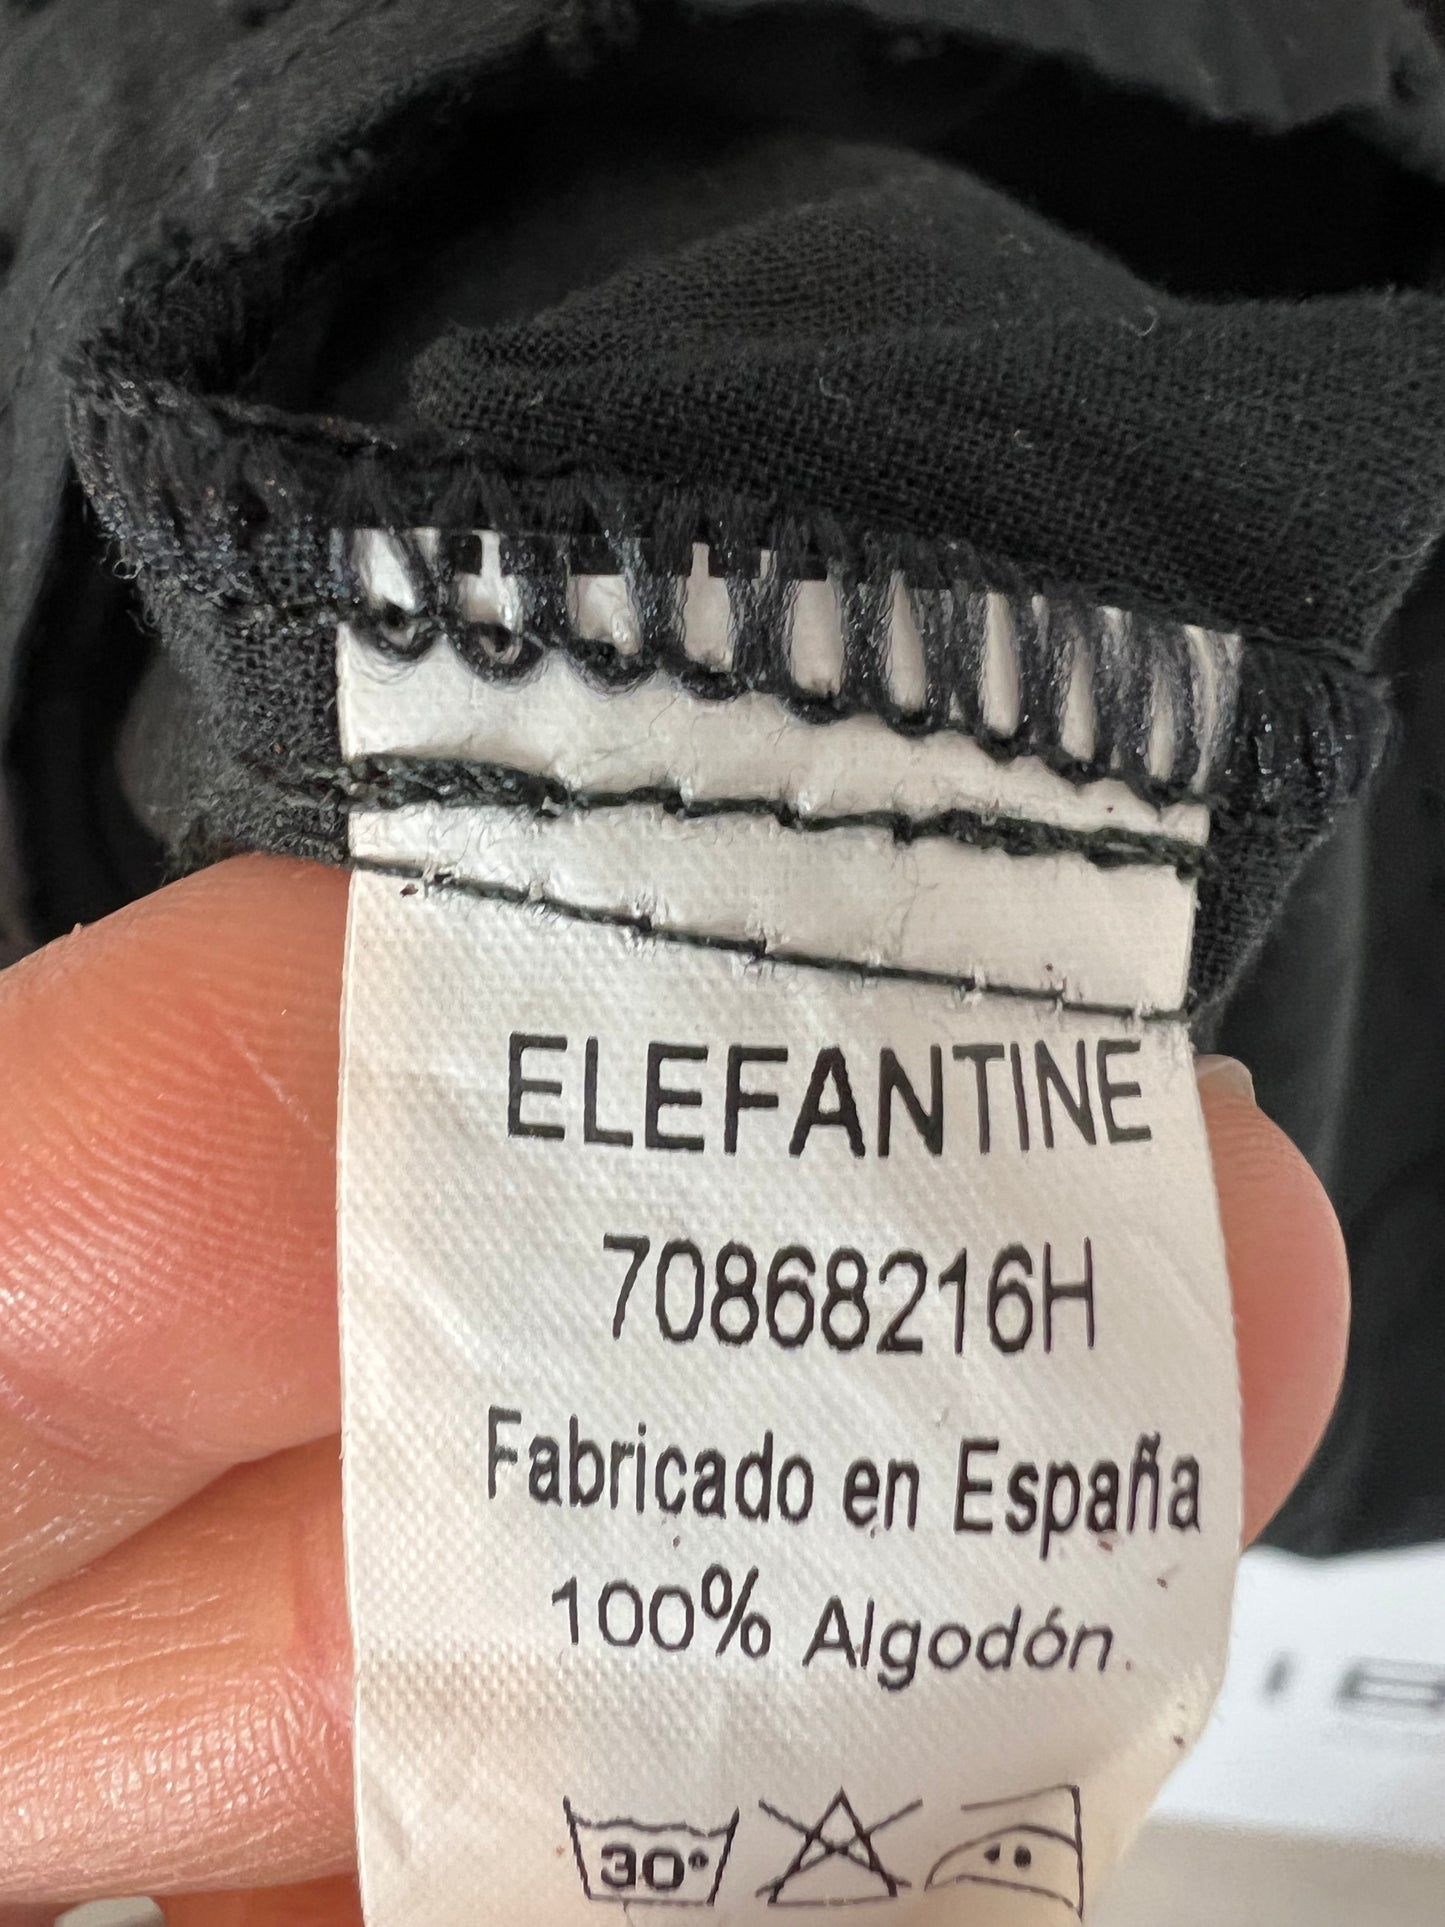 ELEFANTINE
70868216H
Fabricado en España
100% Algodón.
30°